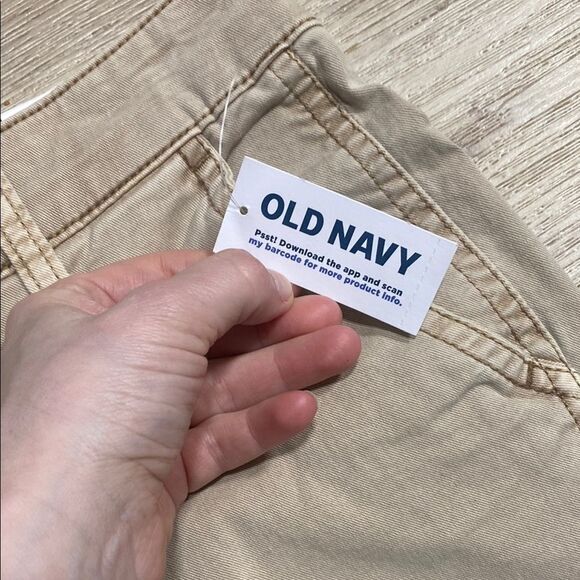 OLD NAVY
Psst! Download the app and scan
my barcode for more product info.